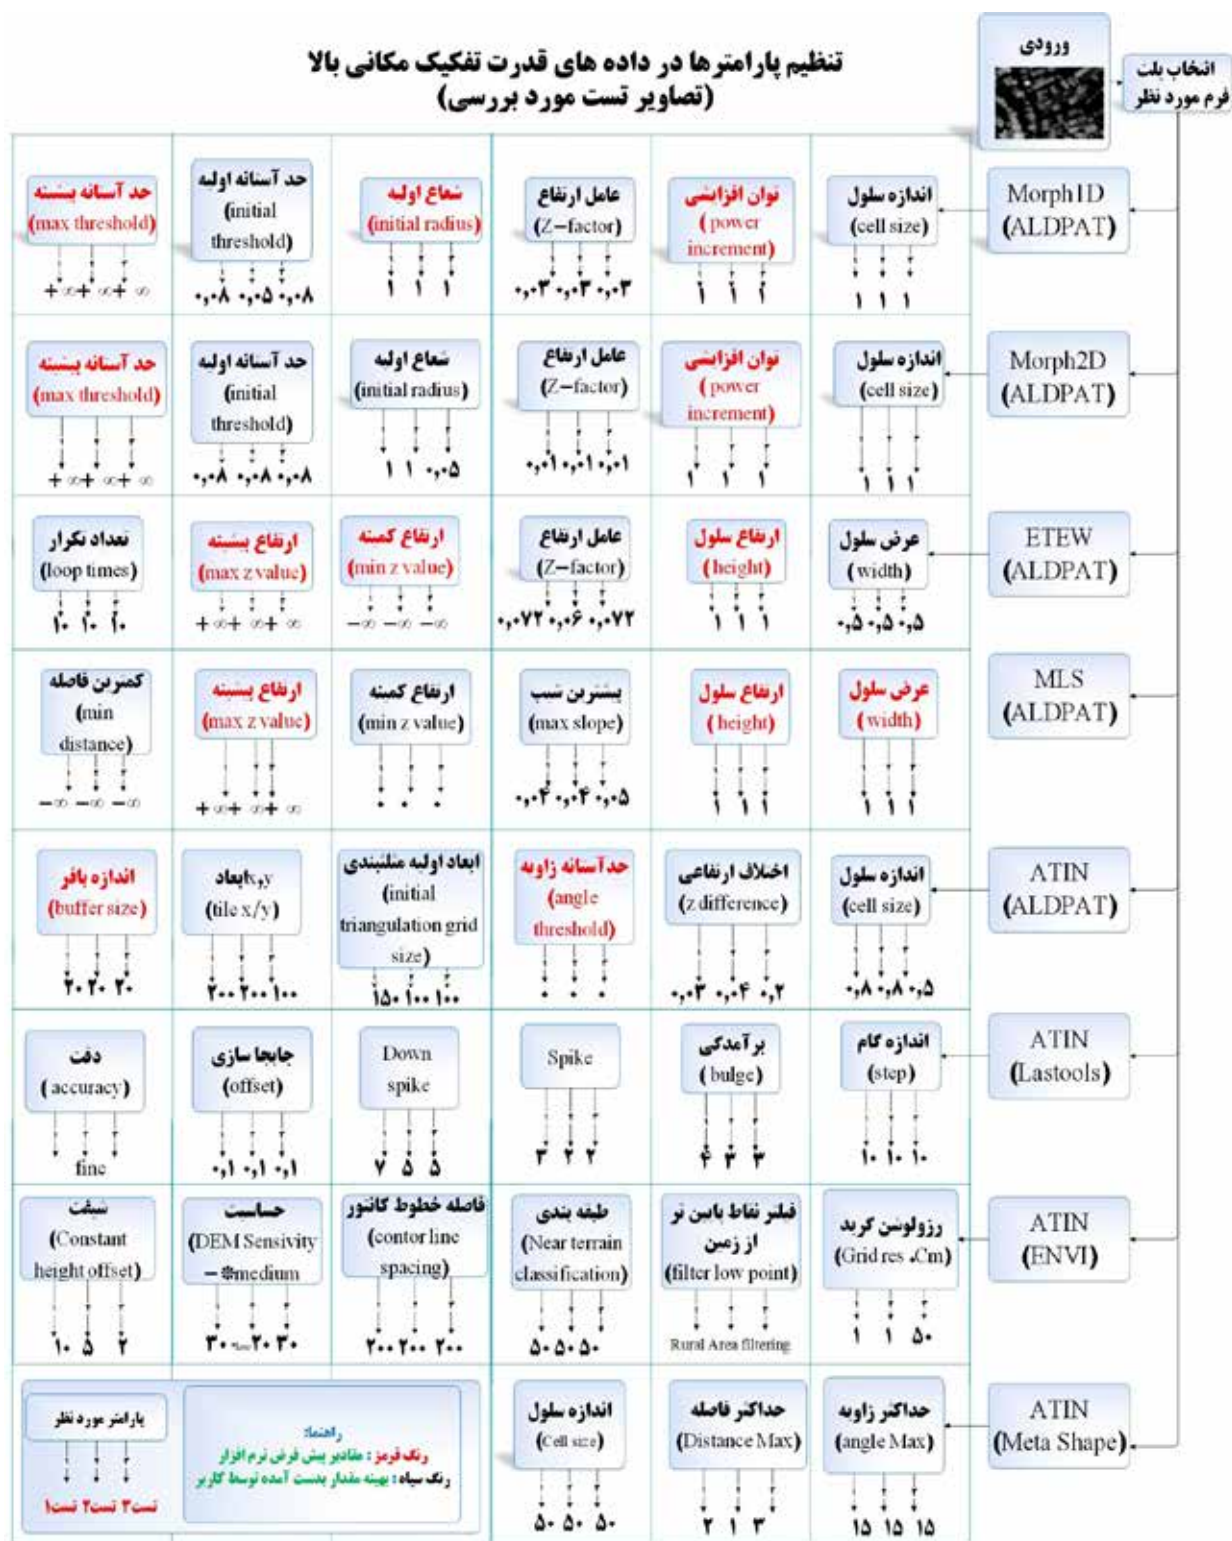 تنظیم پارامترها در داده های قدرت تفکیک مکانی بالا
(تصاویر تست مورد بررسی)
ورودی
انتخاب پلت
فرم مورد نظر
Morph1D
(ALDPAT)
اندازه سلول
(cell size)
۱ ۱ ۱
توان افزایشی
(power
increment)
۱ ۱ ۱
عامل ارتفاع
(Z-factor)
۰,۰۳ ۰,۰۳ ۰,۰۳
شعاع اولیه
(initial radius)
۱ ۱ ۱
حد آستانه اولیه
(initial
threshold)
۰,۰۸ ۰,۰۵ ۰,۰۸
حد آستانه بیشینه
(max threshold)
+∞ +∞ +∞
Morph2D
(ALDPAT)
اندازه سلول
(cell size)
۱ ۱ ۱
توان افزایشی
(power
increment)
۱ ۱ ۱
عامل ارتفاع
(Z-factor)
۰,۰۱ ۰,۰۱ ۰,۰۱
شعاع اولیه
(initial radius)
۱ ۱ ۰,۰۵
حد آستانه اولیه
(initial
threshold)
۰,۰۸ ۰,۰۸ ۰,۰۸
حد آستانه بیشینه
(max threshold)
+∞ +∞ +∞
ETEW
(ALDPAT)
عرض سلول
(width)
۰,۵ ۰,۵ ۰,۵
ارتفاع سلول
(height)
۱ ۱ ۱
عامل ارتفاع
(Z-factor)
۰,۰۷۲ ۰,۰۶ ۰,۰۷۲
ارتفاع کمینه
(min z value)
-∞ -∞ -∞
ارتفاع بیشینه
(max z value)
+∞ +∞ +∞
تعداد تکرار
(loop times)
۱۰ ۱۰ ۱۰
MLS
(ALDPAT)
عرض سلول
(width)
۱ ۱ ۱
ارتفاع سلول
(height)
۱ ۱ ۱
بیشترین شیب
(max slope)
۰,۰۴ ۰,۰۴ ۰,۰۵
ارتفاع کمینه
(min z value)
۰ ۰ ۰
ارتفاع بیشینه
(max z value)
+∞ +∞ +∞
کمترین فاصله
(min
distance)
-∞ -∞ -∞
ATIN
(ALDPAT)
اندازه سلول
(cell size)
۰,۸ ۰,۸ ۰,۵
اختلاف ارتفاعی
(z difference)
۰,۰۳ ۰,۰۴ ۰,۲
حدآستانه زاویه
(angle
threshold)
۰ ۰ ۰
ابعاد اولیه مثلثبندی
(initial
triangulation grid
size)
۱۵۰ ۱۰۰ ۱۰۰
ابعادx,y
(tile x/y)
۲۰۰ ۲۰۰ ۱۰۰
اندازه بافر
(buffer size)
۲۰ ۲۰ ۲۰
ATIN
(Lastools)
اندازه گام
(step)
۱۰ ۱۰ ۱۰
برآمدگی
(bulge)
۴ ۳ ۳
Spike
۳ ۲ ۲
Down
spike
۷ ۵ ۵
جابجا سازی
(offset)
۰,۱ ۰,۱ ۰,۱
دقت
(accuracy)
fine
ATIN
(ENVI)
رزولوشن گرید
(Grid res .Cm)
۱ ۱ ۵۰
فیلتر نقاط پایین تر
از زمین
(filter low point)
Rural Area filtering
طبقه بندی
(Near terrain
classification)
۵۰ ۵۰ ۵۰
فاصله خطوط کانتور
(contor line
spacing)
۲۰۰ ۲۰۰ ۲۰۰
حساسیت
(DEM Sensivity
medium
۳۰ ۲۰ ۳۰
شیفت
(Constant
height offset)
۱۰ ۵ ۲
ATIN
(Meta Shape)
حداکثر زاویه
(angle Max)
۱۵ ۱۵ ۱۵
حداکثر فاصله
(Distance Max)
۲ ۱ ۳
اندازه سلول
(Cell size)
۵۰ ۵۰ ۵۰
راهنما:
رنگ قرمز : مقادیر پیش فرض نرم افزار
رنگ سیاه : بهینه مقدار بدست آمده توسط کاربر
پارامتر مورد نظر
تست۱ تست۲ تست۳